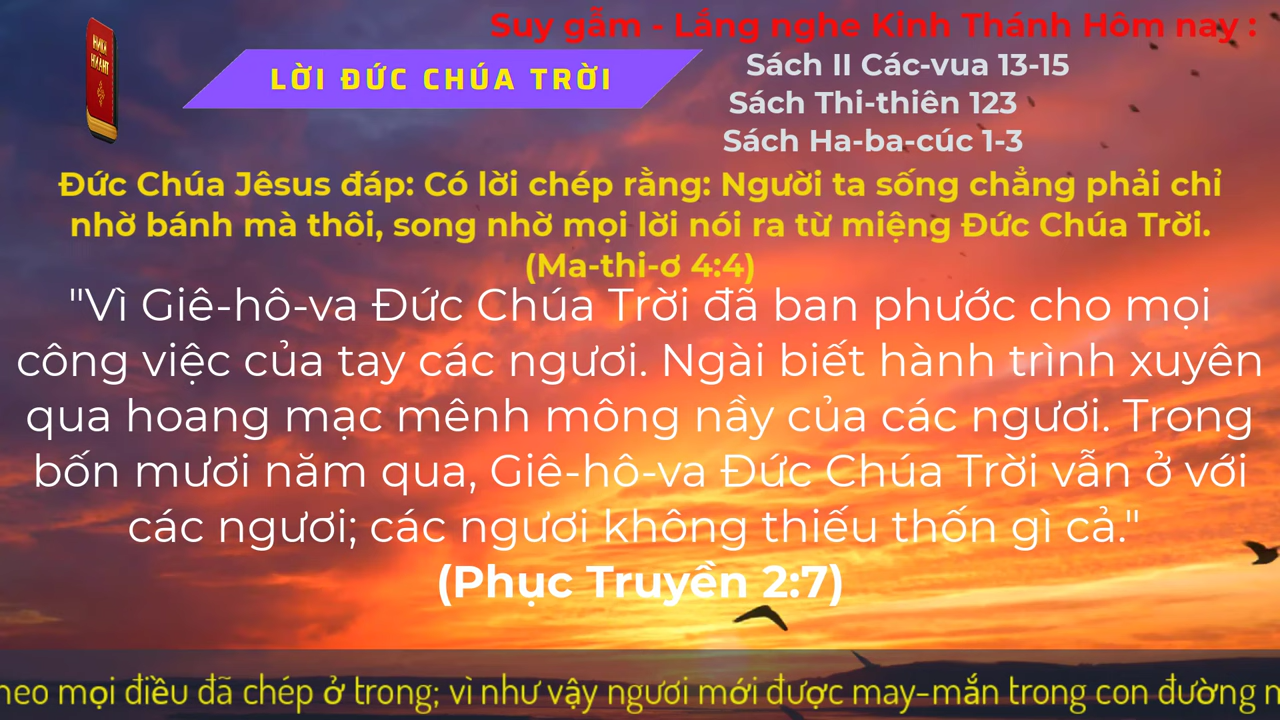 Suy gẫm - Lắng nghe Kinh Thánh Hôm nay :
KINH
THÁNH
LỜI ĐỨC CHÚA TRỜI
Sách II Các-vua 13-15
Sách Thi-thiên 123
Sách Ha-ba-cúc 1-3
Đức Chúa Jêsus đáp: Có lời chép rằng: Người ta sống chẳng phải chỉ
nhờ bánh mà thôi, song nhờ mọi lời nói ra từ miệng Đức Chúa Trời.
(Ma-thi-ơ 4:4)
"Vì Giê-hô-va Đức Chúa Trời đã ban phước cho mọi
công việc của tay các ngươi. Ngài biết hành trình xuyên
qua hoang mạc mênh mông nầy của các ngươi. Trong
bốn mươi năm qua, Giê-hô-va Đức Chúa Trời vẫn ở với
các ngươi; các ngươi không thiếu thốn gì cả."
(Phục Truyền 2:7)
heo mọi điều đã chép ở trong; vì như vậy ngươi mới được may-mắn trong con đường